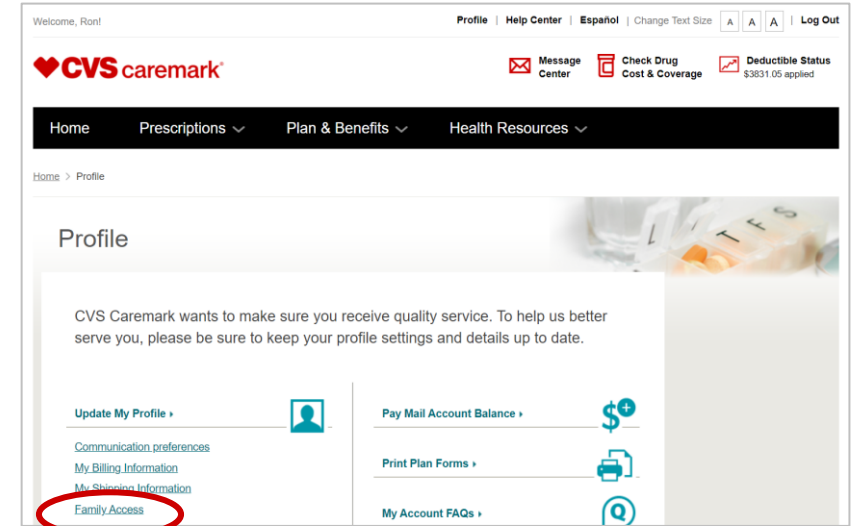 Welcome, Ron!
Profile | Help Center | Español | Change Text Size A A A | Log Out
CVS caremark®
Message Center
Check Drug Cost & Coverage
Deductible Status
$3831.05 applied
Home Prescriptions Plan & Benefits Health Resources
Home > Profile
Profile
T F S
CVS Caremark wants to make sure you receive quality service. To help us better
serve you, please be sure to keep your profile settings and details up to date.
Update My Profile
Communication preferences
My Billing Information
My Shipping Information
Family Access
Pay Mail Account Balance
Print Plan Forms
My Account FAQs